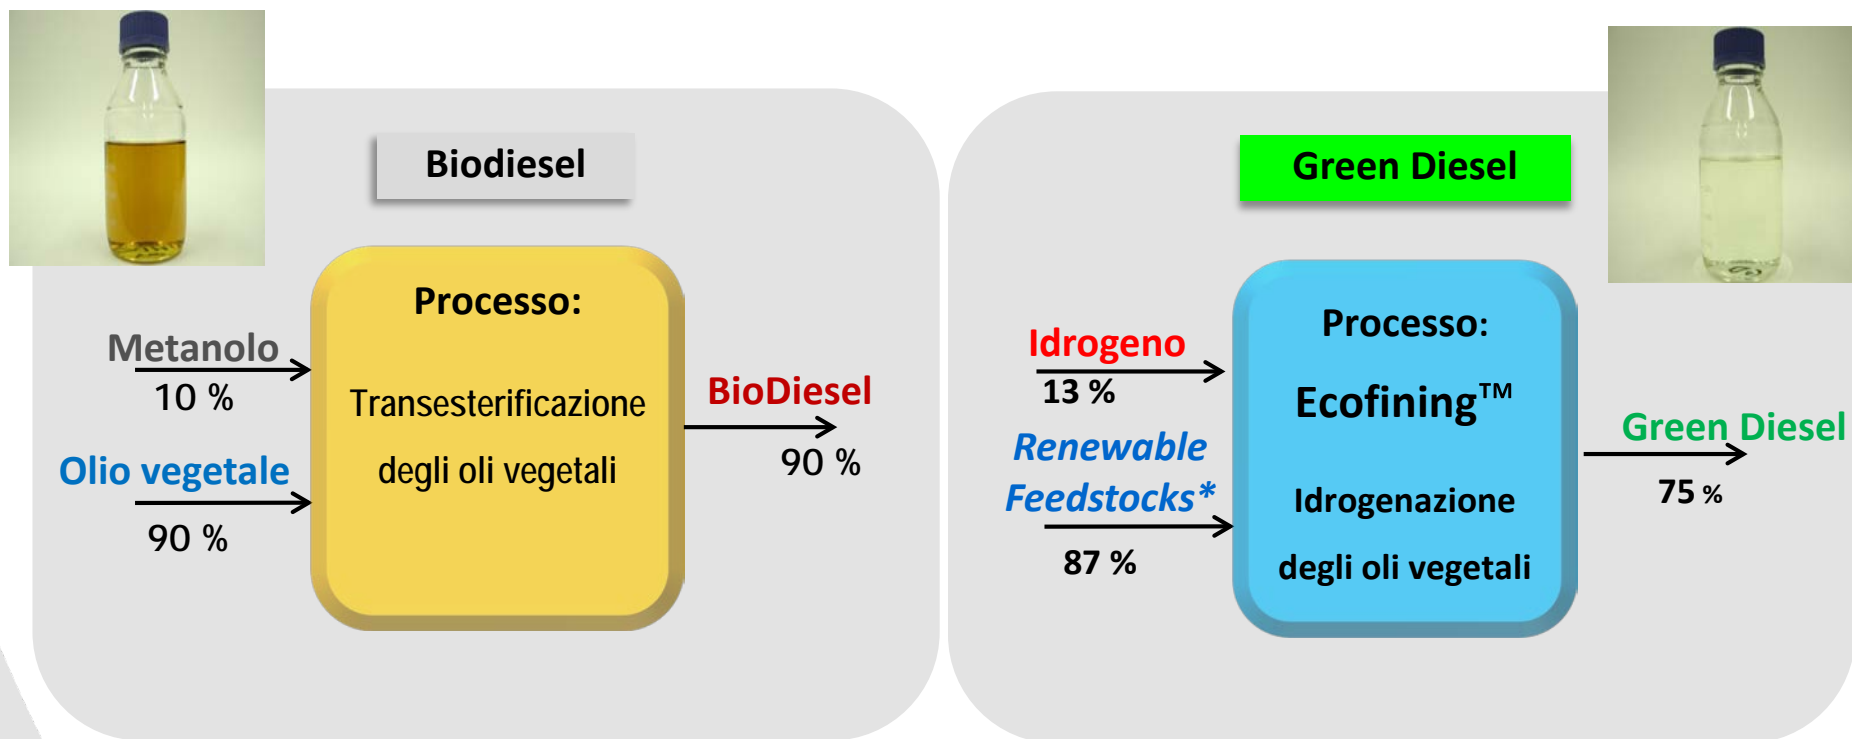 Biodiesel
Processo:
Metanolo
10 %
Transesterificazione
degli oli vegetali
Olio vegetale
90 %
BioDiesel
90 %
Green Diesel
Processo:
Idrogeno
13 %
Ecofining™
Renewable
Feedstocks*
87 %
Idrogenazione
degli oli vegetali
Green Diesel
75 %